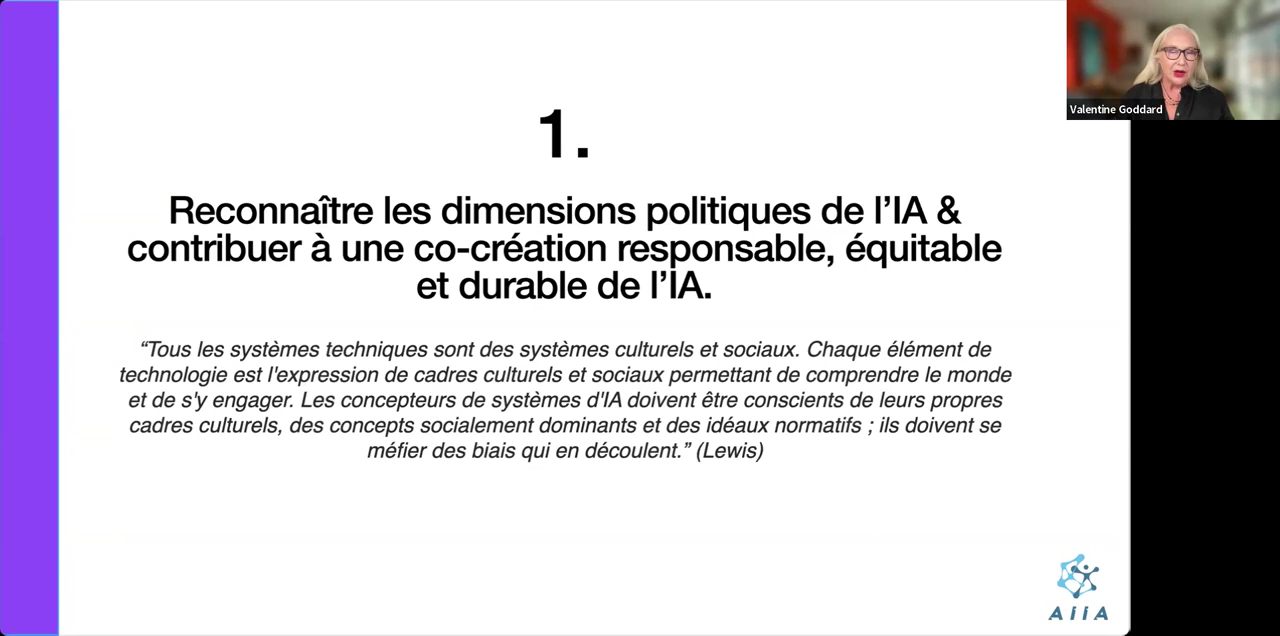 1.
Reconnaître les dimensions politiques de l’IA &
contribuer à une co-création responsable, équitable
et durable de l’IA.
“Tous les systèmes techniques sont des systèmes culturels et sociaux. Chaque élément de
technologie est l'expression de cadres culturels et sociaux permettant de comprendre le monde
et de s'y engager. Les concepteurs de systèmes d'IA doivent être conscients de leurs propres
cadres culturels, des concepts socialement dominants et des idéaux normatifs ; ils doivent se
méfier des biais qui en découlent.” (Lewis)
Valentine Goddard
AiiA